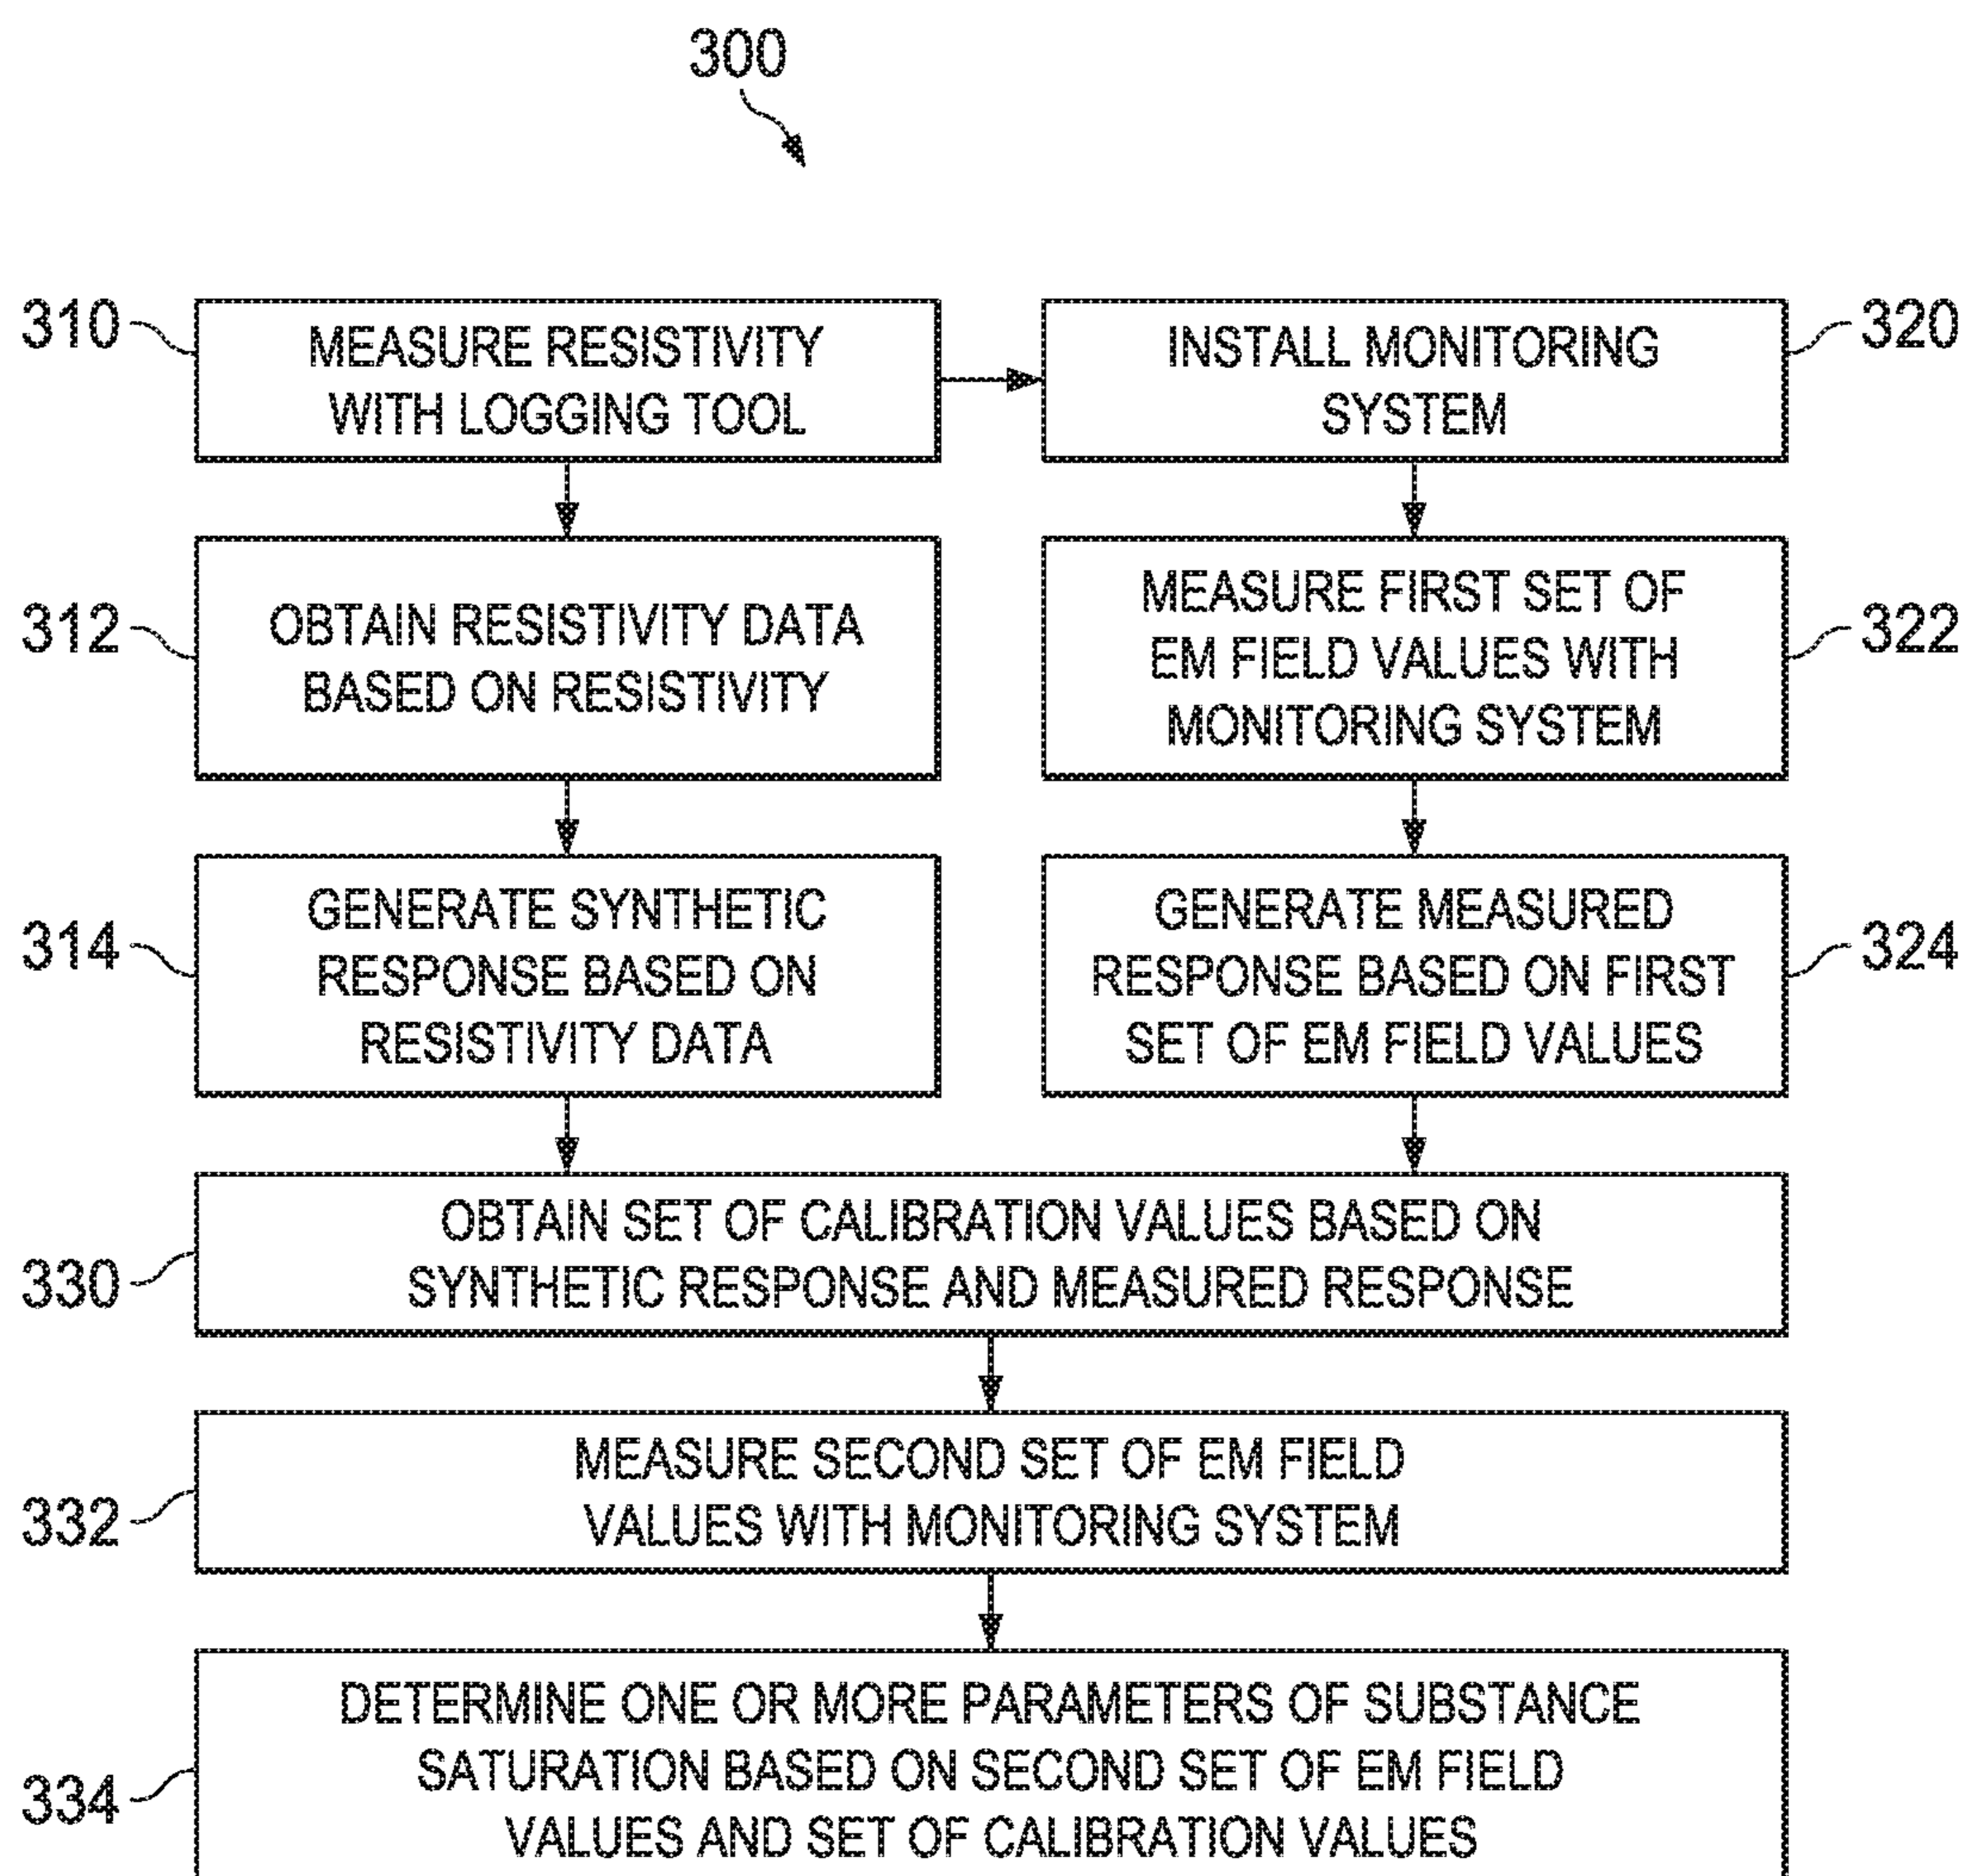 300
310
MEASURE RESISTIVITY
WITH LOGGING TOOL
INSTALL MONITORING
SYSTEM
320
312
OBTAIN RESISTIVITY DATA
BASED ON RESISTIVITY
MEASURE FIRST SET OF
EM FIELD VALUES WITH
MONITORING SYSTEM
322
314
GENERATE SYNTHETIC
RESPONSE BASED ON
RESISTIVITY DATA
GENERATE MEASURED
RESPONSE BASED ON FIRST
SET OF EM FIELD VALUES
324
330
OBTAIN SET OF CALIBRATION VALUES BASED ON
SYNTHETIC RESPONSE AND MEASURED RESPONSE
332
MEASURE SECOND SET OF EM FIELD
VALUES WITH MONITORING SYSTEM
334
DETERMINE ONE OR MORE PARAMETERS OF SUBSTANCE
SATURATION BASED ON SECOND SET OF EM FIELD
VALUES AND SET OF CALIBRATION VALUES